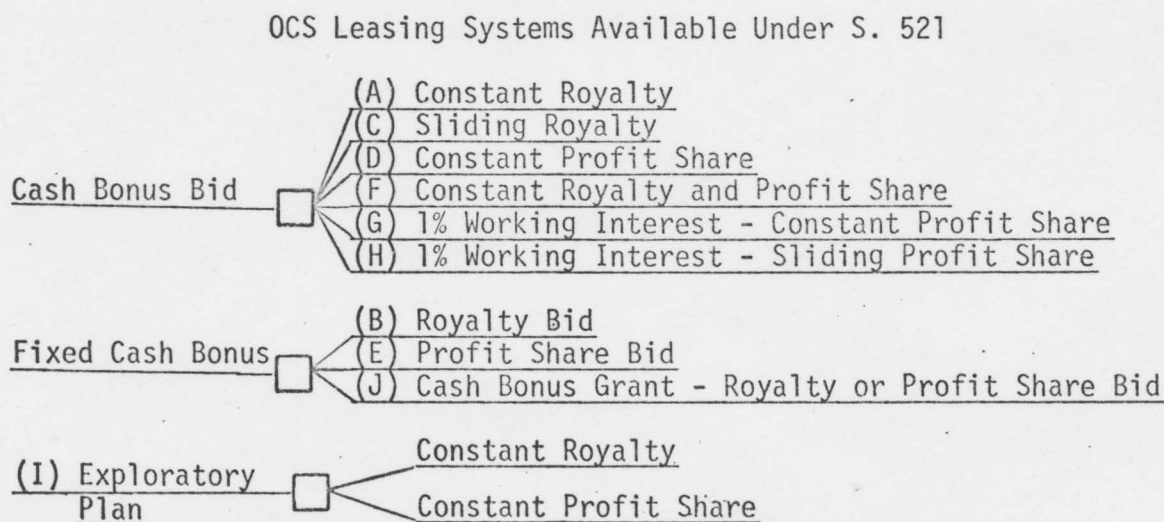 OCS Leasing Systems Available Under S. 521
(A) Constant Royalty
(C) Sliding Royalty
(D) Constant Profit Share
Cash Bonus Bid
(F) Constant Royalty and Profit Share
(G) 1% Working Interest - Constant Profit Share
(H) 1% Working Interest - Sliding Profit Share
(B) Royalty Bid
Fixed Cash Bonus
(E) Profit Share Bid
(J) Cash Bonus Grant - Royalty or Profit Share Bid
(I) Exploratory
Plan
Constant Royalty
Constant Profit Share